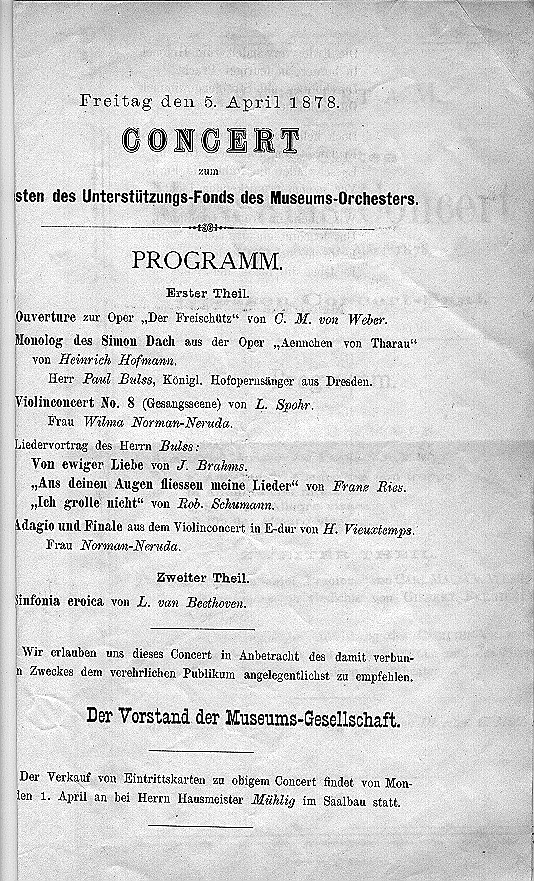 Freitag den 5. April 1878.
CONCERT
zum
sten des Unterstützungs-Fonds des Museums-Orchesters.
PROGRAMM.
Erster Theil.
Ouverture zur Oper „Der Freischütz“ von C. M. von Weber.
Monolog des Simon Dach aus der Oper „Aennchen von Tharau“
von Heinrich Hofmann.
Herr Paul Bulss, Königl. Hofopernsänger aus Dresden.
Violinconcert No. 8 (Gesangsscene) von L. Spohr.
Frau Wilma Norman-Neruda.
Liedervortrag des Herrn Bulss:
Von ewiger Liebe von J. Brahms.
„Aus deinen Augen fliessen meine Lieder“ von Franz Ries.
„Ich grolle nicht“ von Rob. Schumann.
Adagio und Finale aus dem Violinconcert in E-dur von H. Vieuxtemps.
Frau Norman-Neruda.
Zweiter Theil.
Sinfonia eroica von L. van Beethoven.
Wir erlauben uns dieses Concert in Anbetracht des damit verbun-
n Zweckes dem verehrlichen Publikum angelegentlichst zu empfehlen.
Der Vorstand der Museums-Gesellschaft.
Der Verkauf von Eintrittskarten zu obigem Concert findet von Mon-
den 1. April an bei Herrn Hausmeister Mühlig im Saalbau statt.